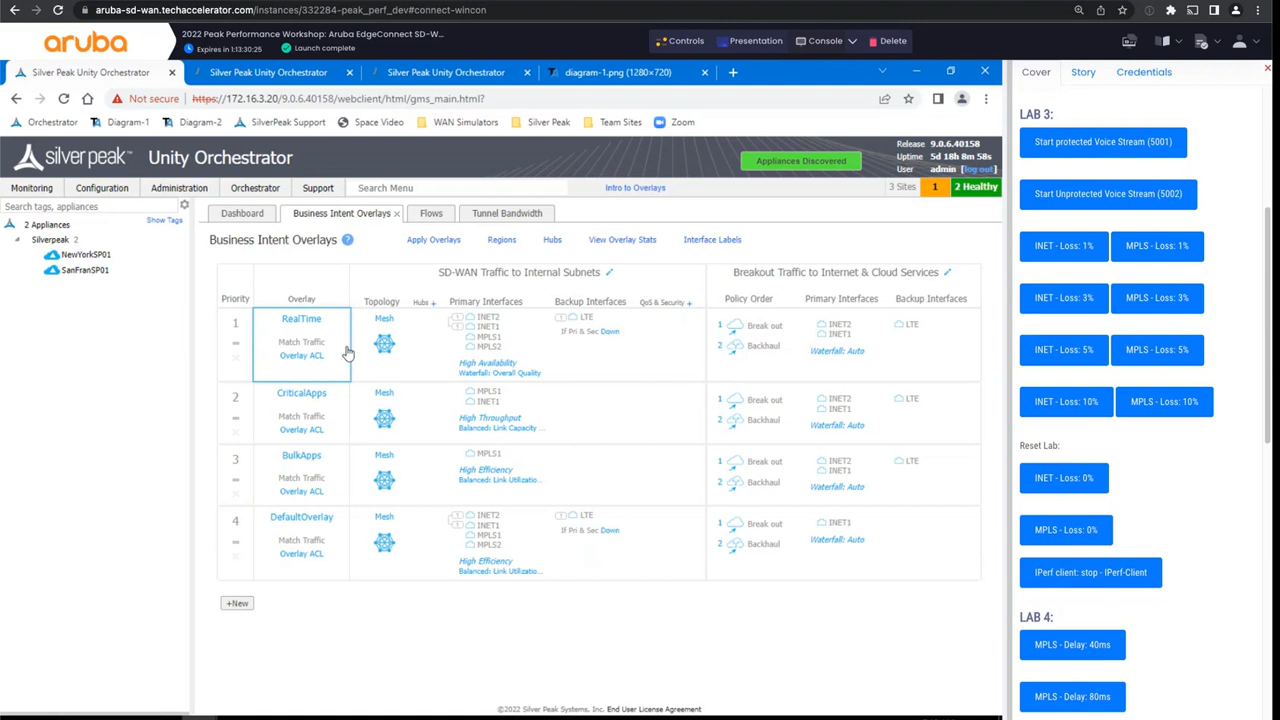 aruba-sd-wan.techaccelerator.com/instances/332284-peak_perf_dev#connect-wincon
aruba
2022 Peak Performance Workshop: Aruba EdgeConnect SD-W...
Expires in 1:13:30:25
Launch complete
Controls
Presentation
Console
Delete
Silver Peak Unity Orchestrator
Silver Peak Unity Orchestrator
Silver Peak Unity Orchestrator
diagram-1.png (1280×720)
Not secure
https://172.16.3.20/9.0.6.40158/webclient/html/gms_main.html?
Orchestrator
Diagram-1
Diagram-2
SilverPeak Support
Space Video
WAN Simulators
Silver Peak
Team Sites
Zoom
silver peak™
Unity Orchestrator
Appliances Discovered
Release 9.0.6.40158
Uptime 5d 18h 8m 58s
User admin [log out]
Monitoring
Configuration
Administration
Orchestrator
Support
Search Menu
Intro to Overlays
3 Sites
1
2 Healthy
Search tags, appliances
Show Tags
2 Appliances
Silverpeak 2
NewYorkSP01
SanFranSP01
Dashboard
Business Intent Overlays ×
Flows
Tunnel Bandwidth
Business Intent Overlays
Apply Overlays
Regions
Hubs
View Overlay Stats
Interface Labels
SD-WAN Traffic to Internal Subnets
Breakout Traffic to Internet & Cloud Services
Priority
Overlay
Topology
Hubs +
Primary Interfaces
Backup Interfaces
QoS & Security +
Policy Order
Primary Interfaces
Backup Interfaces
1
RealTime
Match Traffic
Overlay ACL
Mesh
1 INET2
1 INET1
MPLS1
MPLS2
High Availability
Waterfall: Overall Quality
1 LTE
If Pri & Sec Down
1 Break out
2 Backhaul
INET2
INET1
Waterfall: Auto
LTE
2
CriticalApps
Match Traffic
Overlay ACL
Mesh
MPLS1
INET1
High Throughput
Balanced: Link Capacity ...
1 Break out
2 Backhaul
INET2
INET1
Waterfall: Auto
LTE
3
BulkApps
Match Traffic
Overlay ACL
Mesh
MPLS1
High Efficiency
Balanced: Link Utilizatio...
1 Break out
2 Backhaul
INET2
INET1
Waterfall: Auto
LTE
4
DefaultOverlay
Match Traffic
Overlay ACL
Mesh
1 INET2
1 INET1
MPLS1
MPLS2
High Efficiency
Balanced: Link Utilizatio...
1 LTE
If Pri & Sec Down
1 Break out
2 Backhaul
INET1
Waterfall: Auto
+New
©2022 Silver Peak Systems, Inc. End User License Agreement
Cover
Story
Credentials
LAB 3:
Start protected Voice Stream (5001)
Start Unprotected Voice Stream (5002)
INET - Loss: 1%
MPLS - Loss: 1%
INET - Loss: 3%
MPLS - Loss: 3%
INET - Loss: 5%
MPLS - Loss: 5%
INET - Loss: 10%
MPLS - Loss: 10%
Reset Lab:
INET - Loss: 0%
MPLS - Loss: 0%
IPerf client: stop - IPerf-Client
LAB 4:
MPLS - Delay: 40ms
MPLS - Delay: 80ms